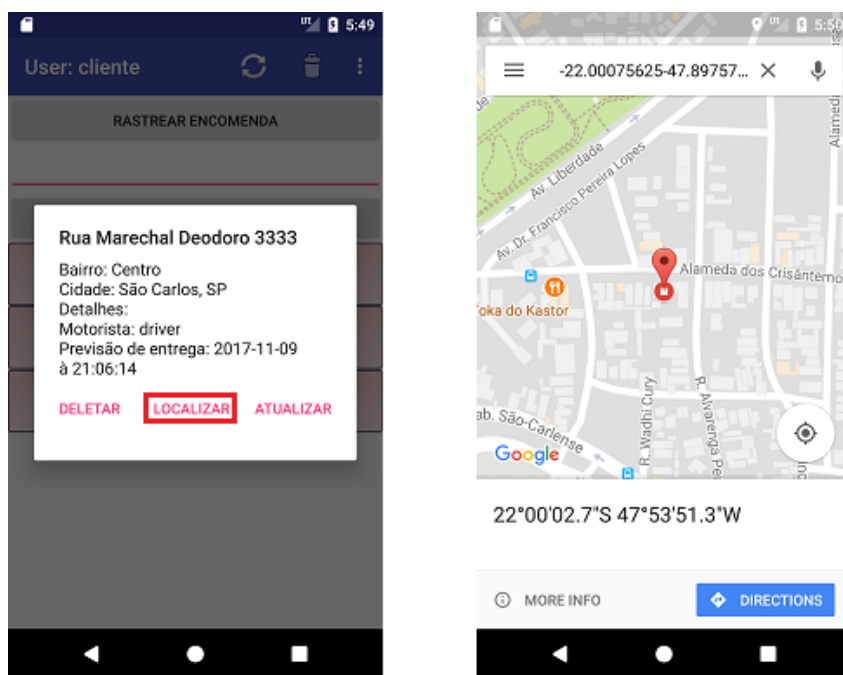 5:49
User: cliente
RASTREAR ENCOMENDA
Rua Marechal Deodoro 3333
Bairro: Centro
Cidade: São Carlos, SP
Detalhes:
Motorista: driver
Previsão de entrega: 2017-11-09
à 21:06:14
DELETAR LOCALIZAR ATUALIZAR
5:50
-22.00075625-47.89757...
Alameda
Av. Liberdade
Av. Dr. Francisco Pereira Lopes
Alameda dos Crisântemo
oka do Kastor
R. Wadhi Cury
R. Alvarenga Pe
ab. São-Carlense
Google
22°00'02.7"S 47°53'51.3"W
MORE INFO
DIRECTIONS